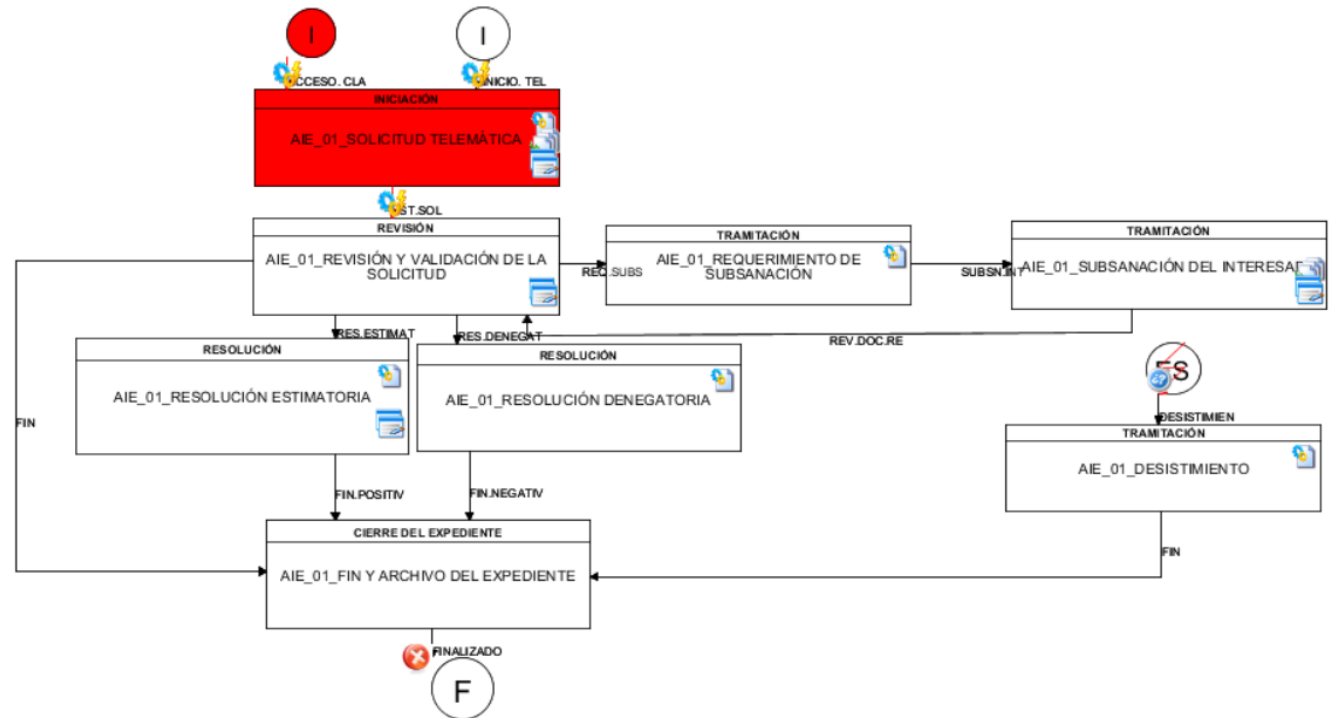 I
I
CCESO. CLA
INICIO. TEL
INICIACIÓN
AIE_01_SOLICITUD TELEMÁTICA
ST.SOL
REVISIÓN
AIE_01_REVISIÓN Y VALIDACIÓN DE LA
SOLICITUD
REQ.SUBS
TRAMITACIÓN
AIE_01_REQUERIMIENTO DE
SUBSANACIÓN
SUBSN.INT
TRAMITACIÓN
AIE_01_SUBSANACIÓN DEL INTERESAD
RES.ESTIMAT
RES.DENEGAT
REV.DOC.RE
RESOLUCIÓN
AIE_01_RESOLUCIÓN ESTIMATORIA
RESOLUCIÓN
AIE_01_RESOLUCIÓN DENEGATORIA
ES
DESISTIMIEN
TRAMITACIÓN
AIE_01_DESISTIMIENTO
FIN
FIN.POSITIV
FIN.NEGATIV
FIN
CIERRE DEL EXPEDIENTE
AIE_01_FIN Y ARCHIVO DEL EXPEDIENTE
FINALIZADO
F